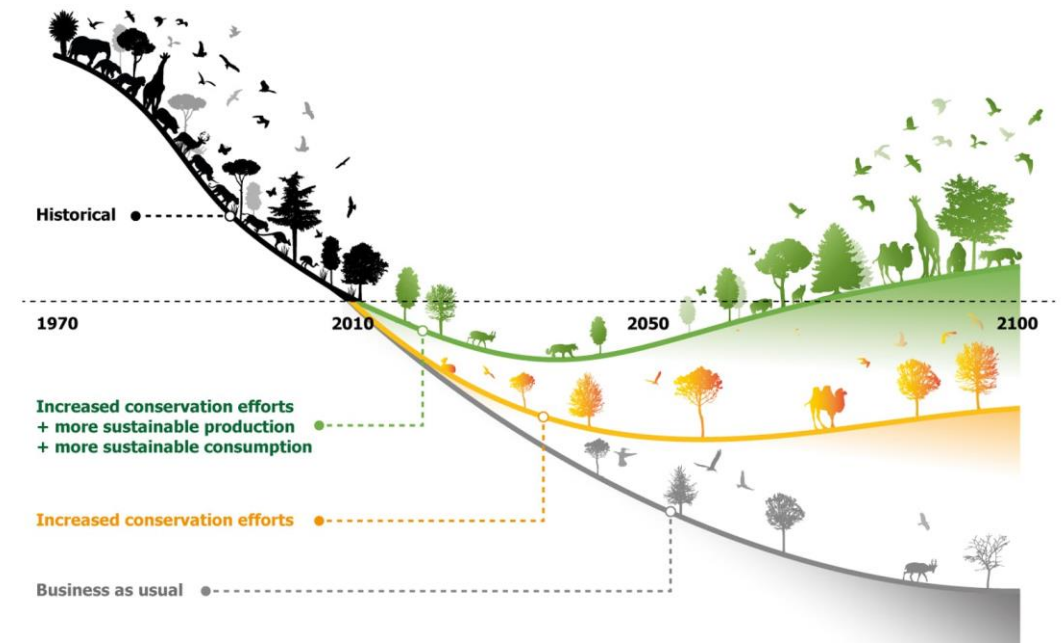 Historical
1970 2010 2050 2100
Increased conservation efforts
+ more sustainable production
+ more sustainable consumption
Increased conservation efforts
Business as usual